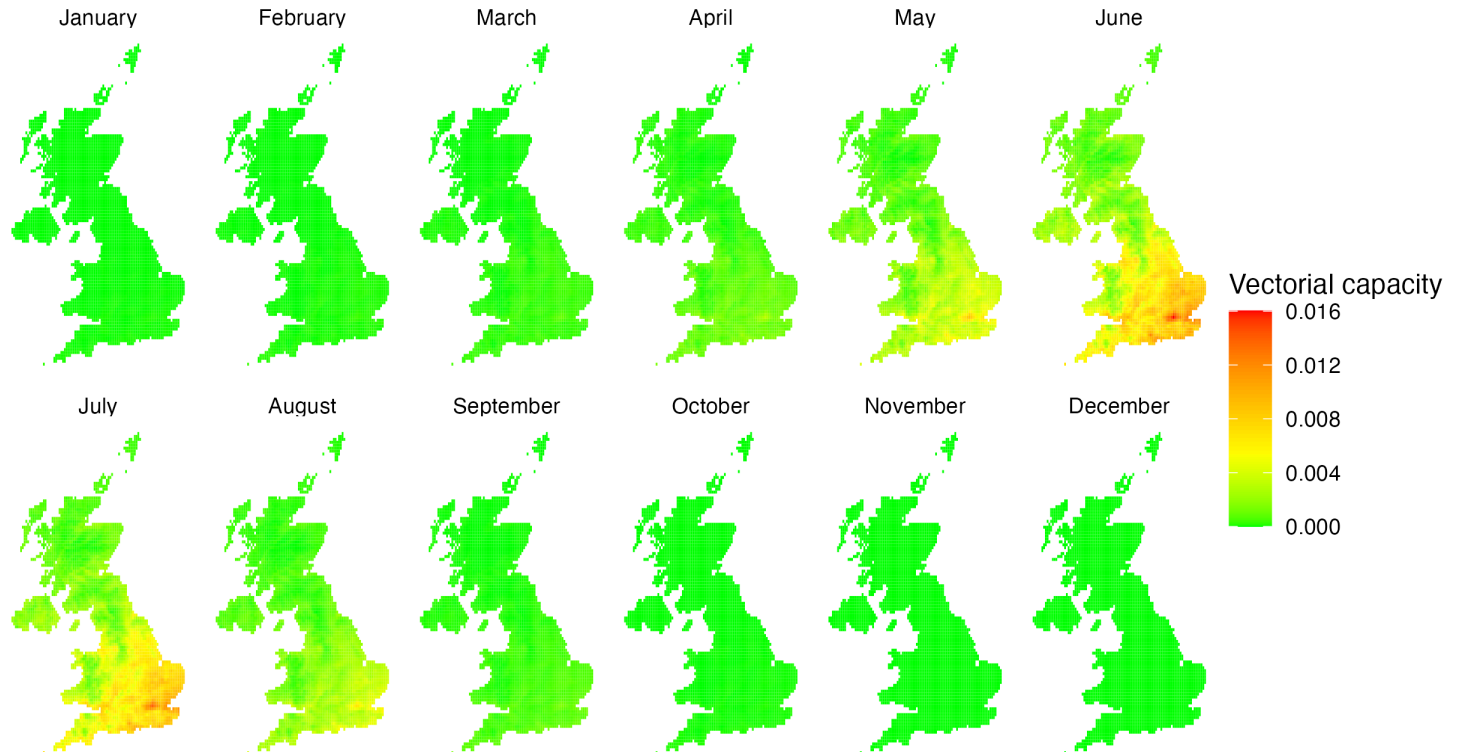 January February March April May June
Vectorial capacity
0.016
0.012
0.008
0.004
0.000
July August September October November December